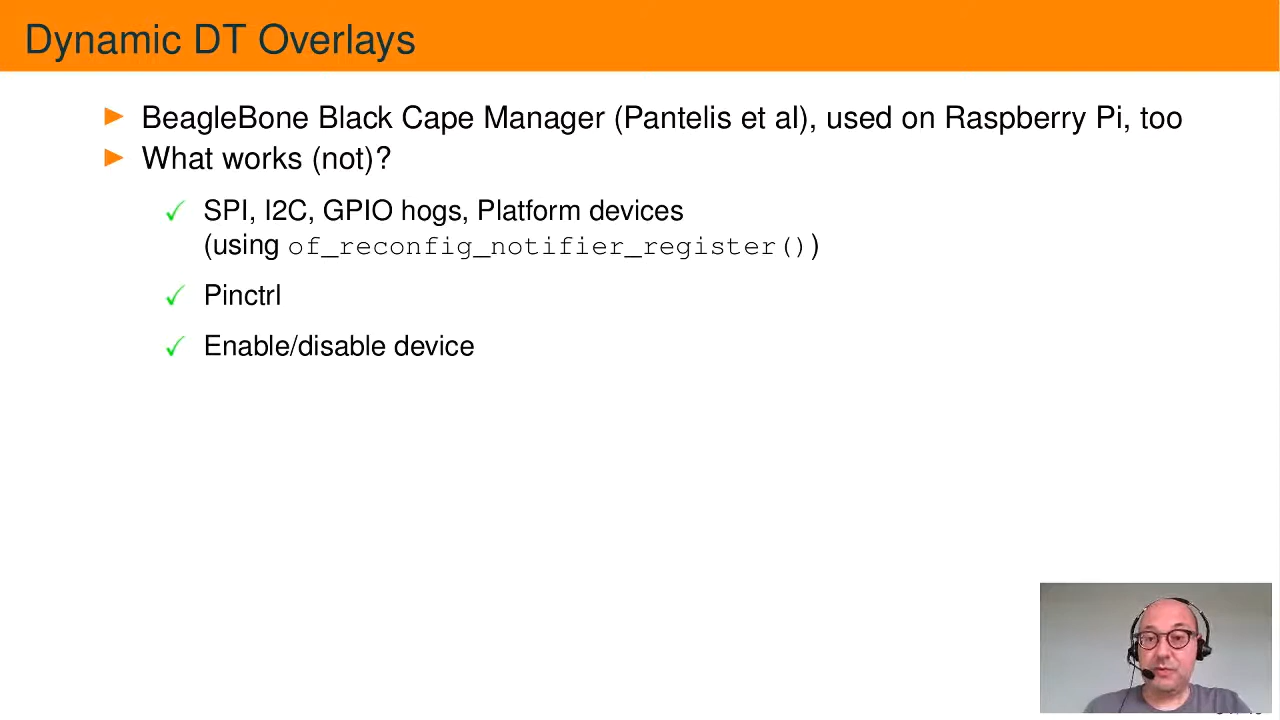 Dynamic DT Overlays
BeagleBone Black Cape Manager (Pantelis et al), used on Raspberry Pi, too
What works (not)?
SPI, I2C, GPIO hogs, Platform devices
(using of_reconfig_notifier_register())
Pinctrl
Enable/disable device